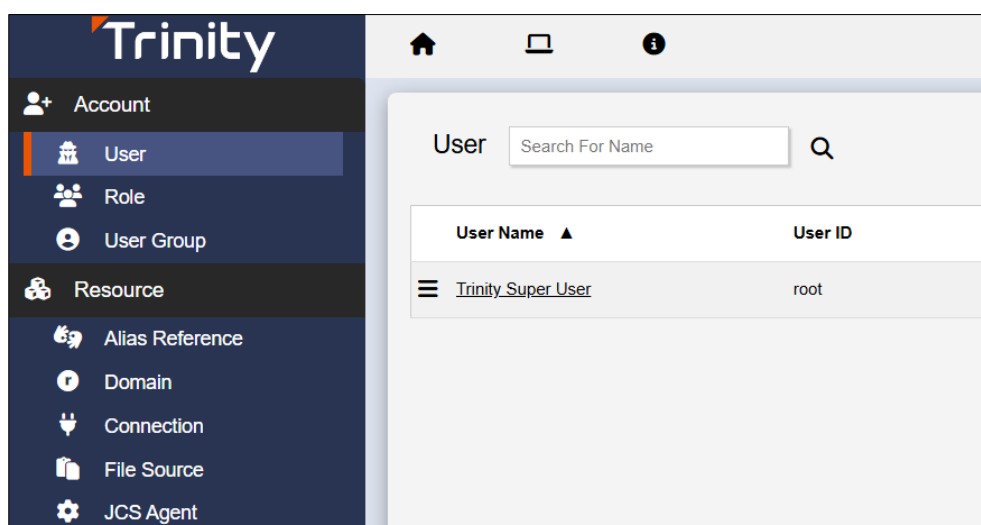 Trinity
Account
User
Role
User Group
Resource
Alias Reference
Domain
Connection
File Source
JCS Agent
User Search For Name
User Name ▲ User ID
Trinity Super User root